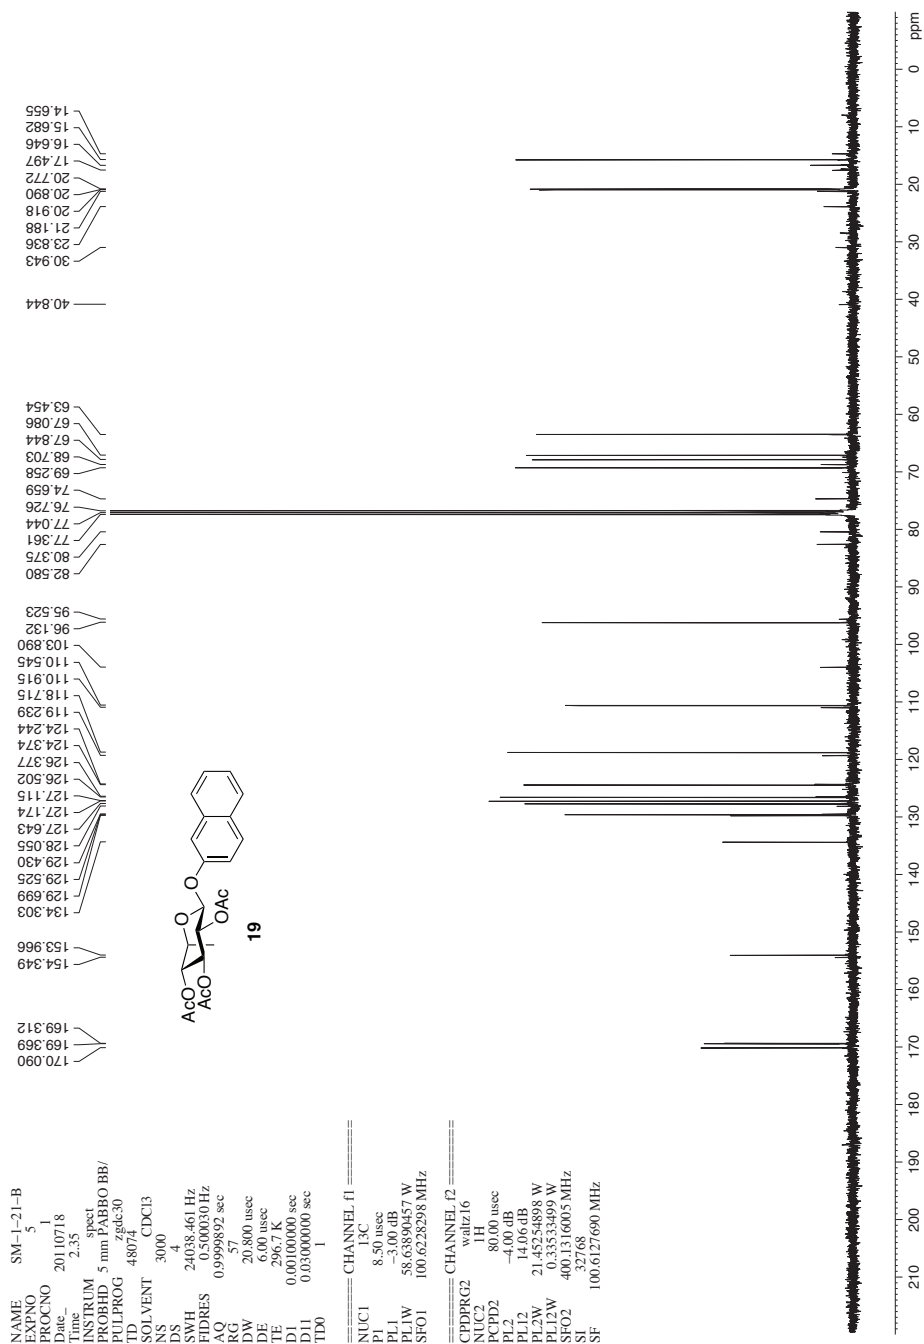 NAME SM-1-21-B
EXPNO 5
PROCNO 1
Date_ 20110718
Time 2.35
INSTRUM spect
PROBHD 5 mm PABBO BB/
PULPROG zgdc30
TD 48074
SOLVENT CDCl3
NS 3000
DS 4
SWH 24038.461 Hz
FIDRES 0.500030 Hz
AQ 0.9999892 sec
RG 57
DW 20.800 usec
DE 6.00 usec
TE 296.7 K
D1 0.00100000 sec
D11 0.03000000 sec
TD0 1
======== CHANNEL f1 ========
NUC1 13C
P1 8.50 usec
PL1 -3.00 dB
PL1W 58.63890457 W
SFO1 100.6228298 MHz
======== CHANNEL f2 ========
CPDPRG2 waltz16
NUC2 1H
PCPD2 80.00 usec
PL2 -4.00 dB
PL12 14.06 dB
PL2W 21.45254898 W
PL12W 0.33533499 W
SFO2 400.1316005 MHz
SI 32768
SF 100.6127690 MHz
170.090
169.369
169.312
154.349
153.966
134.303
129.699
129.525
129.430
128.055
127.643
127.174
127.115
126.502
126.377
124.374
124.244
119.239
118.715
110.915
110.545
103.890
96.132
95.523
82.580
80.375
77.361
77.044
76.726
74.659
69.258
68.703
67.844
67.086
63.454
40.844
30.943
23.836
21.188
20.918
20.890
20.772
17.497
16.646
15.682
14.655
AcO
AcO
O
OAc
O
19
210 200 190 180 170 160 150 140 130 120 110 100 90 80 70 60 50 40 30 20 10 0 ppm